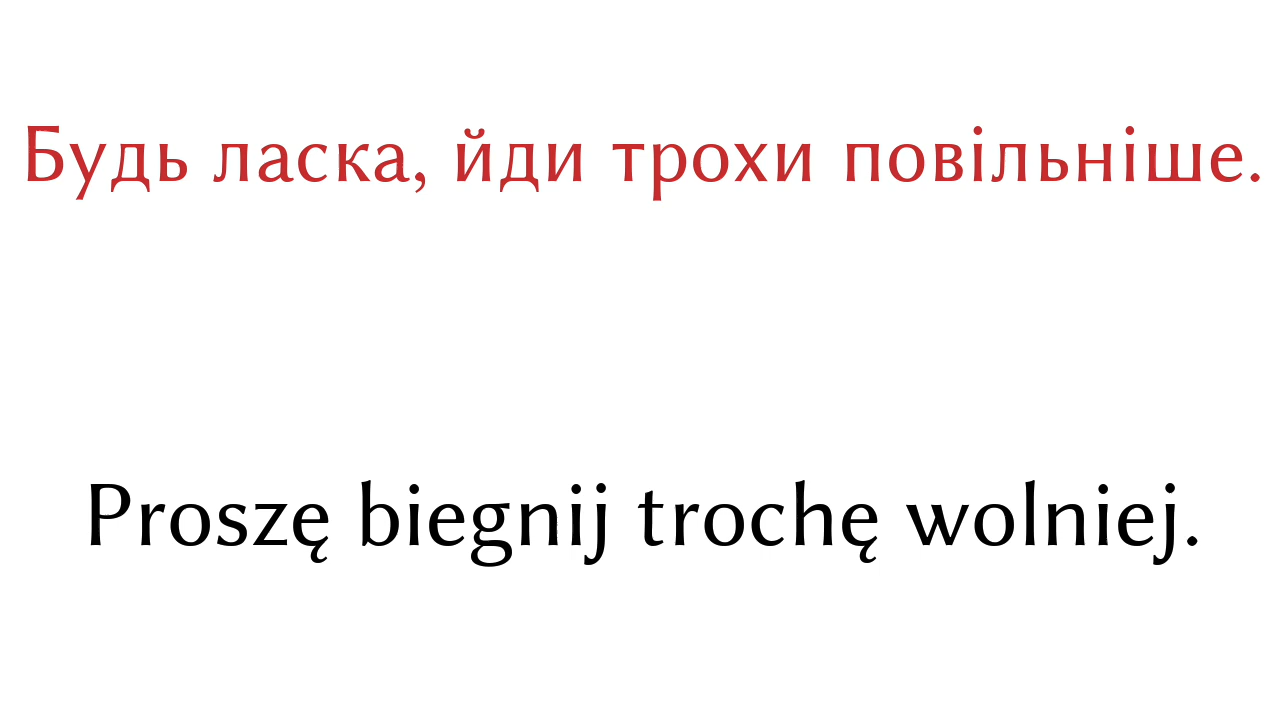 Будь ласка, йди трохи повільніше.
Proszę biegnij trochę wolniej.